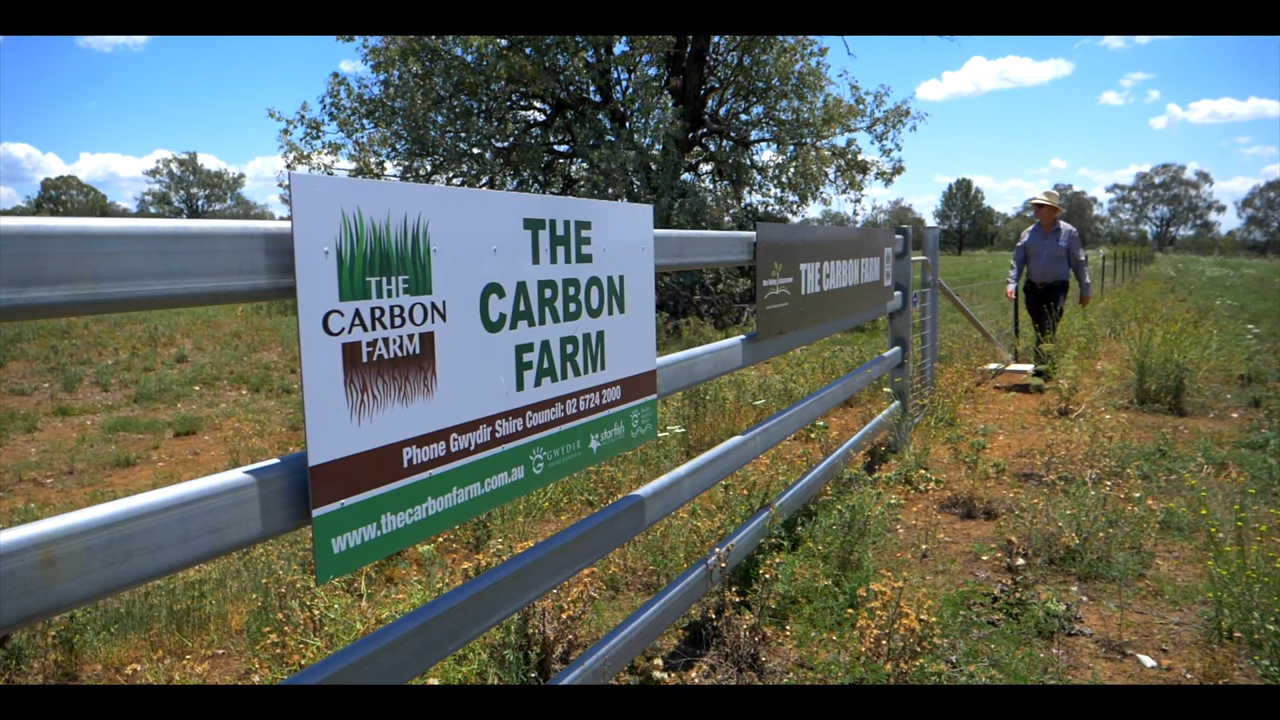 THE
CARBON
FARM
THE
CARBON
FARM
Phone Gwydir Shire Council: 02 6724 2000
www.thecarbonfarm.com.au
GWYDIR
starfish
THE CARBON FARM